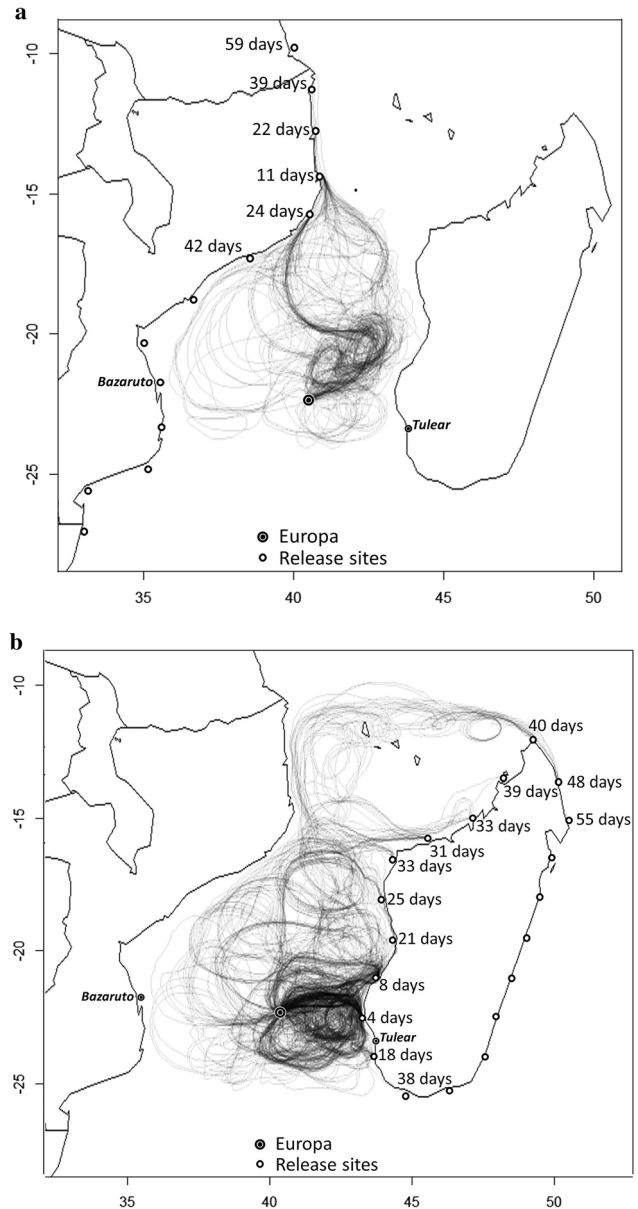 a
-10
-15
-20
-25
59 days
39 days
22 days
11 days
24 days
42 days
Bazaruto
Tulear
Europa
Release sites
35
40
45
50
b
-10
-15
-20
-25
40 days
48 days
39 days
55 days
33 days
31 days
33 days
25 days
21 days
8 days
4 days
Bazaruto
Tulear
18 days
38 days
Europa
Release sites
35
40
45
50